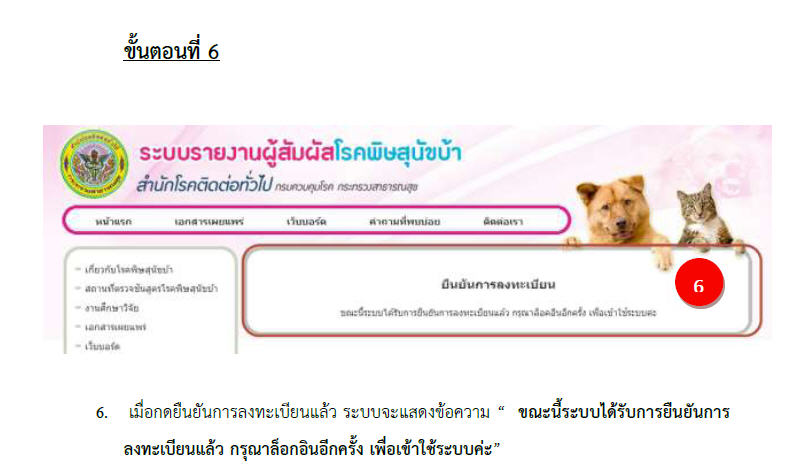 ขั้นตอนที่ 6
ระบบรายงานผู้สัมผัสโรคพิษสุนัขบ้า
สำนักโรคติดต่อทั่วไป กรมควบคุมโรค กระทรวงสาธารณสุข
หน้าแรก เอกสารเผยแพร่ เว็บบอร์ด คำถามที่พบบ่อย ติดต่อเรา
เกี่ยวกับโรคพิษสุนัขบ้า
สถานที่ตรวจชันสูตรโรคพิษสุนัขบ้า
งานศึกษาวิจัย
เอกสารเผยแพร่
เว็บบอร์ด
ยืนยันการลงทะเบียน
6
ขณะนี้ระบบได้รับการยืนยันการลงทะเบียนแล้ว กรุณาล็อคอินอีกครั้ง เพื่อเข้าใช้ระบบค่ะ
6. เมื่อกดยืนยันการลงทะเบียนแล้ว ระบบจะแสดงข้อความ “ ขณะนี้ระบบได้รับการยืนยันการ
ลงทะเบียนแล้ว กรุณาล็อกอินอีกครั้ง เพื่อเข้าใช้ระบบค่ะ”